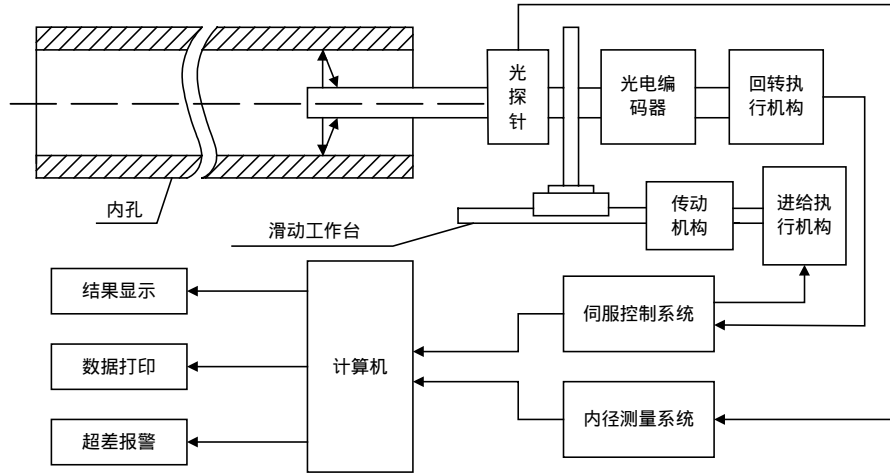 光
探
针
光电编
码器
回转执
行机构
内孔
滑动工作台
传动
机构
进给执
行机构
结果显示
数据打印
超差报警
计算机
伺服控制系统
内径测量系统